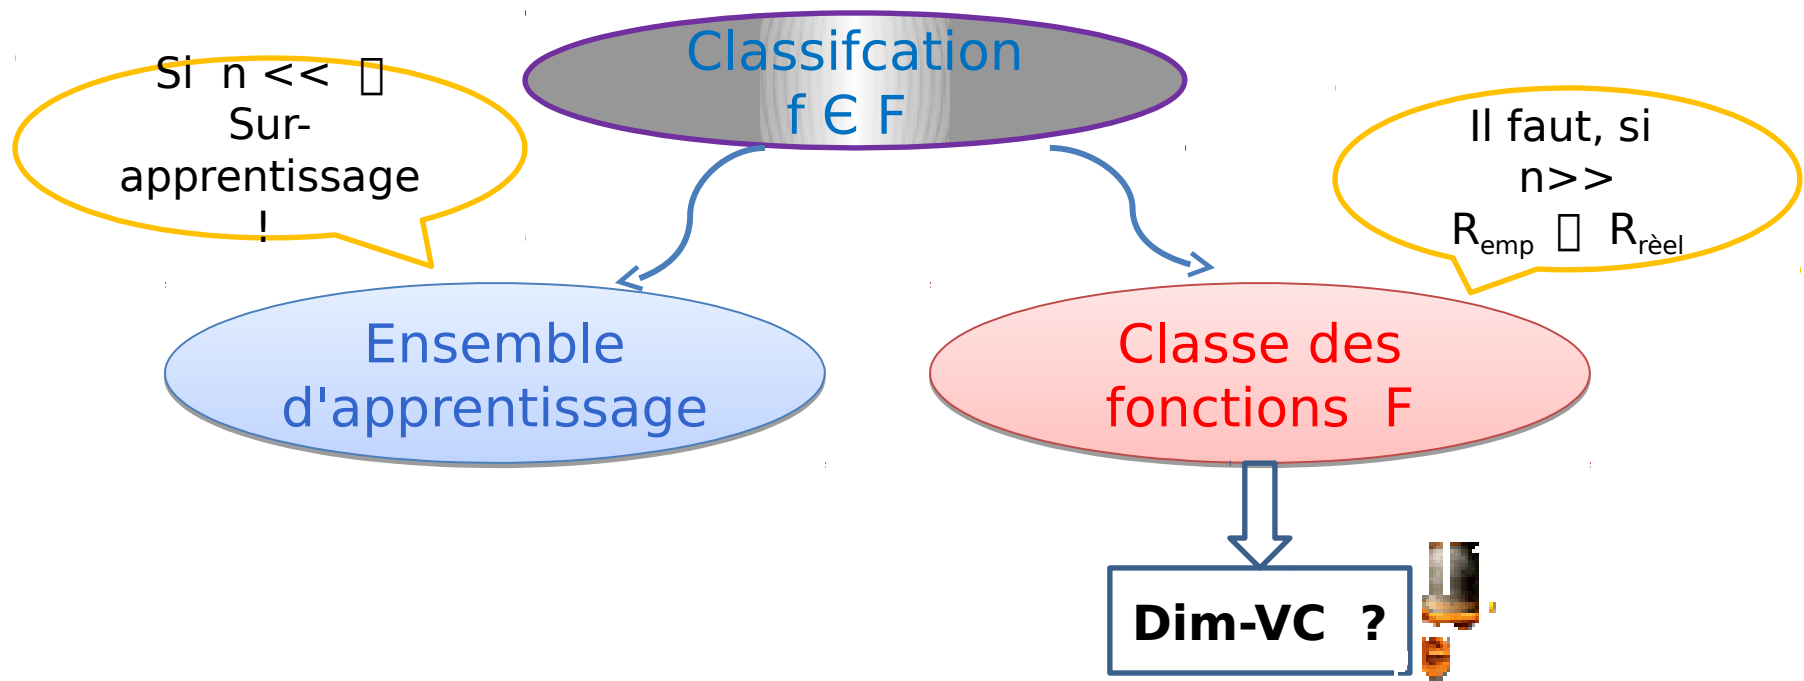 Classifcation
f Є F
Si n << 
Sur-
apprentissage
!
Il faut, si
n>>
Remp  Rrèel
Ensemble
d'apprentissage
Classe des
fonctions F
Dim-VC ?